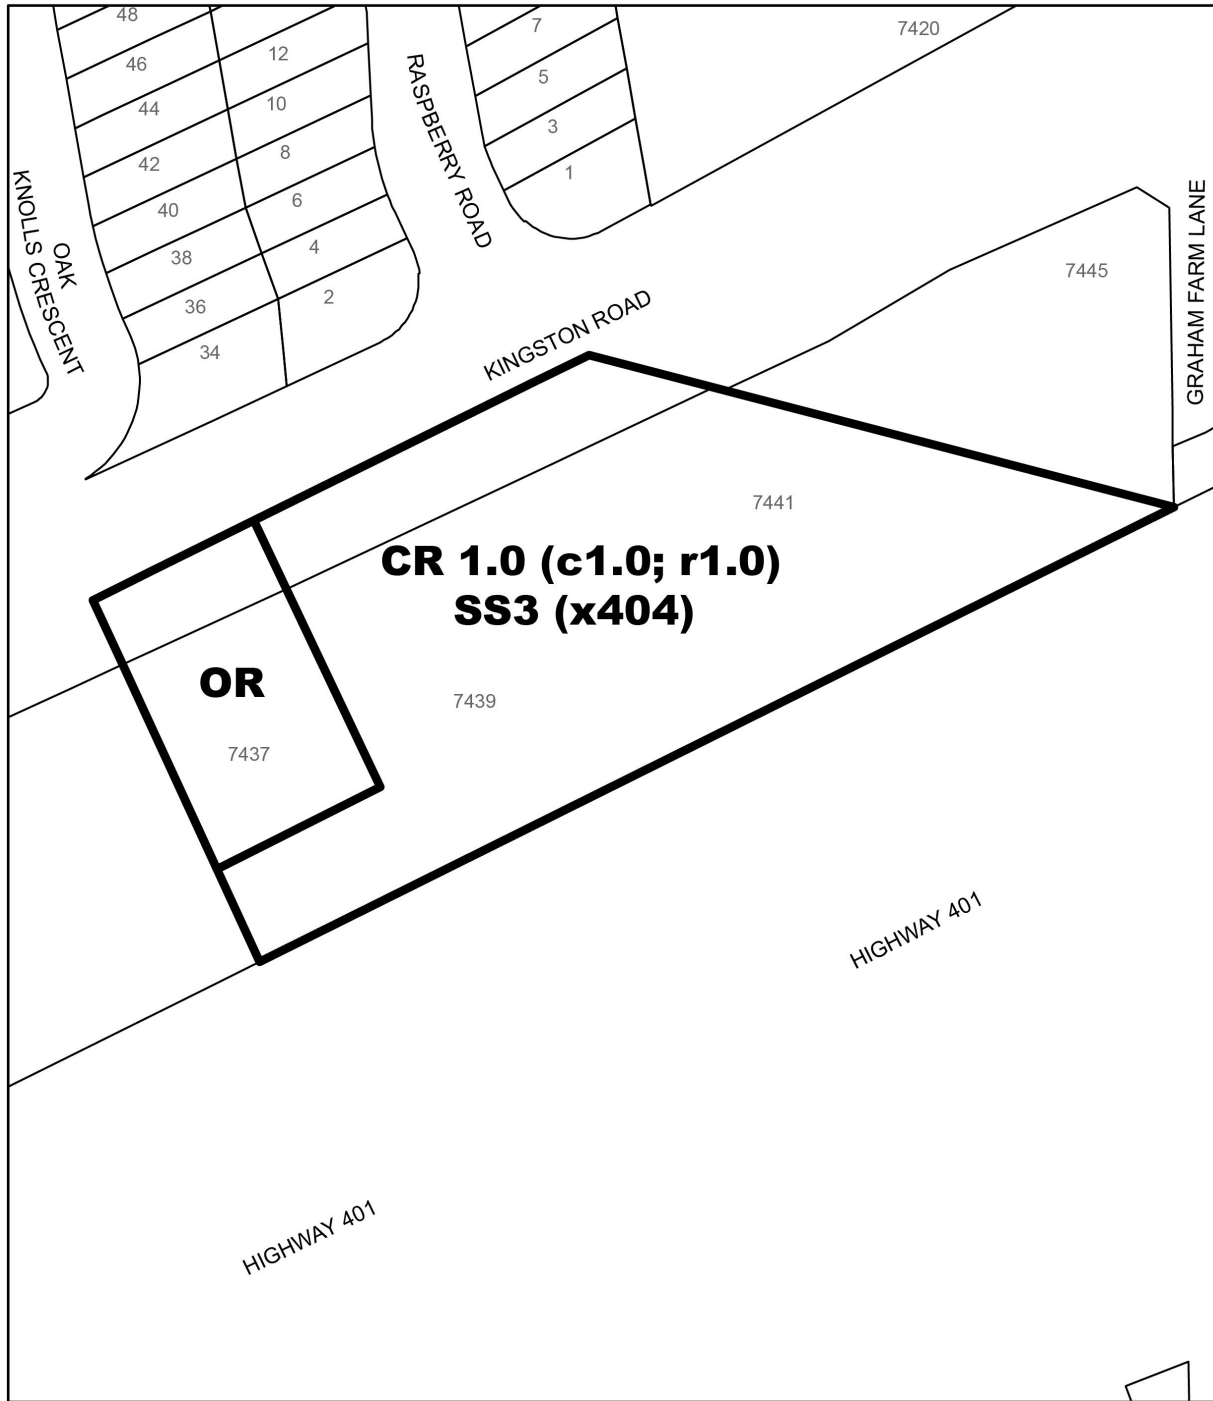 48
46
44
42
40
38
36
34
12
10
8
6
4
2
7
5
3
1
7420
7445
KNOLLS CRESCENT
OAK
RASPBERRY ROAD
KINGSTON ROAD
GRAHAM FARM LANE
7441
CR 1.0 (c1.0; r1.0)
SS3 (x404)
OR
7439
7437
HIGHWAY 401
HIGHWAY 401